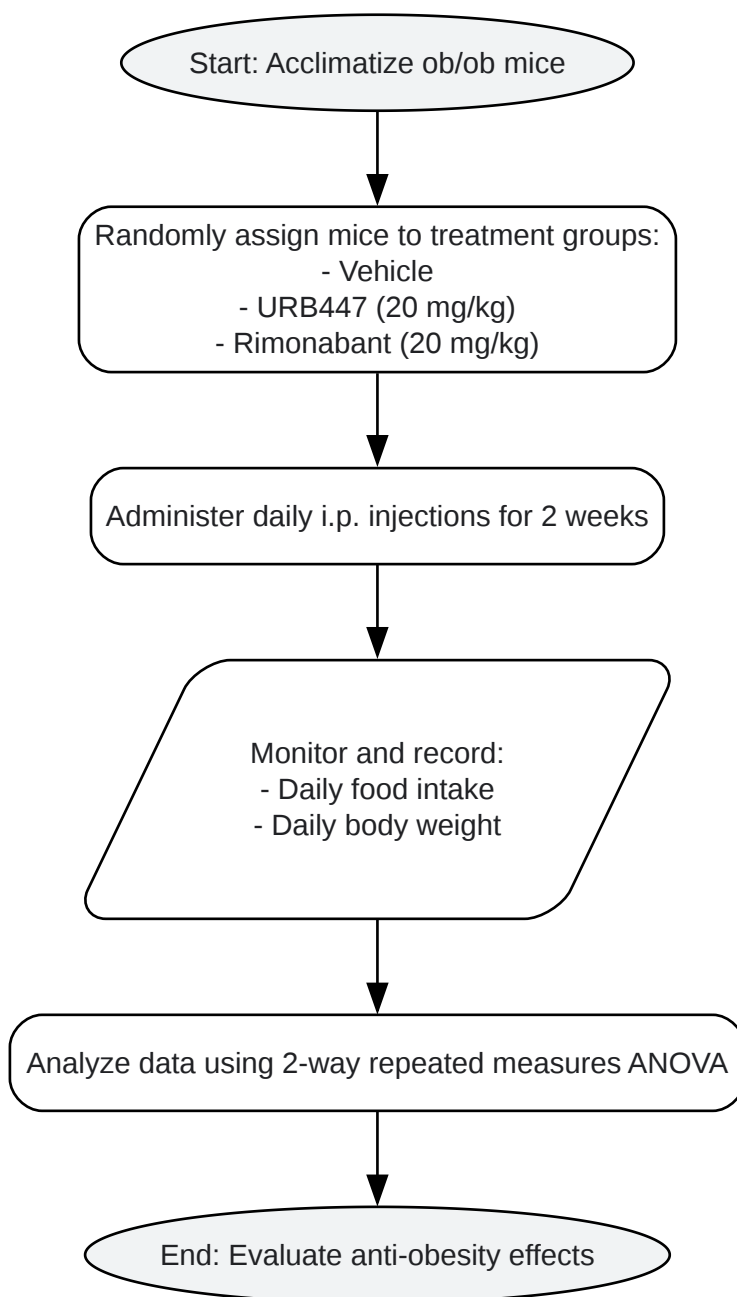 Start: Acclimatize ob/ob mice
Randomly assign mice to treatment groups:
- Vehicle
- URB447 (20 mg/kg)
- Rimonabant (20 mg/kg)
Administer daily i.p. injections for 2 weeks
Monitor and record:
- Daily food intake
- Daily body weight
Analyze data using 2-way repeated measures ANOVA
End: Evaluate anti-obesity effects